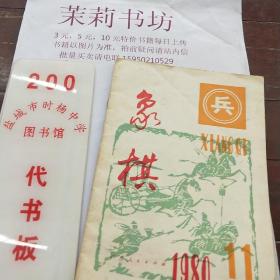 茉莉书坊
3元,5元,10元特价书籍每日上传
书籍以图片为准,拍前疑问请站内信
批量买卖请电联15950210529
200
盐城市时杨中学
图书馆
代书板
兵
XIANGQI
象棋
1980
11